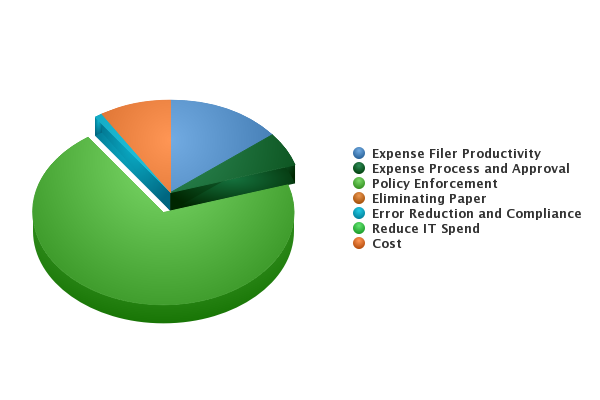 Expense Filer Productivity
Expense Process and Approval
Policy Enforcement
Eliminating Paper
Error Reduction and Compliance
Reduce IT Spend
Cost